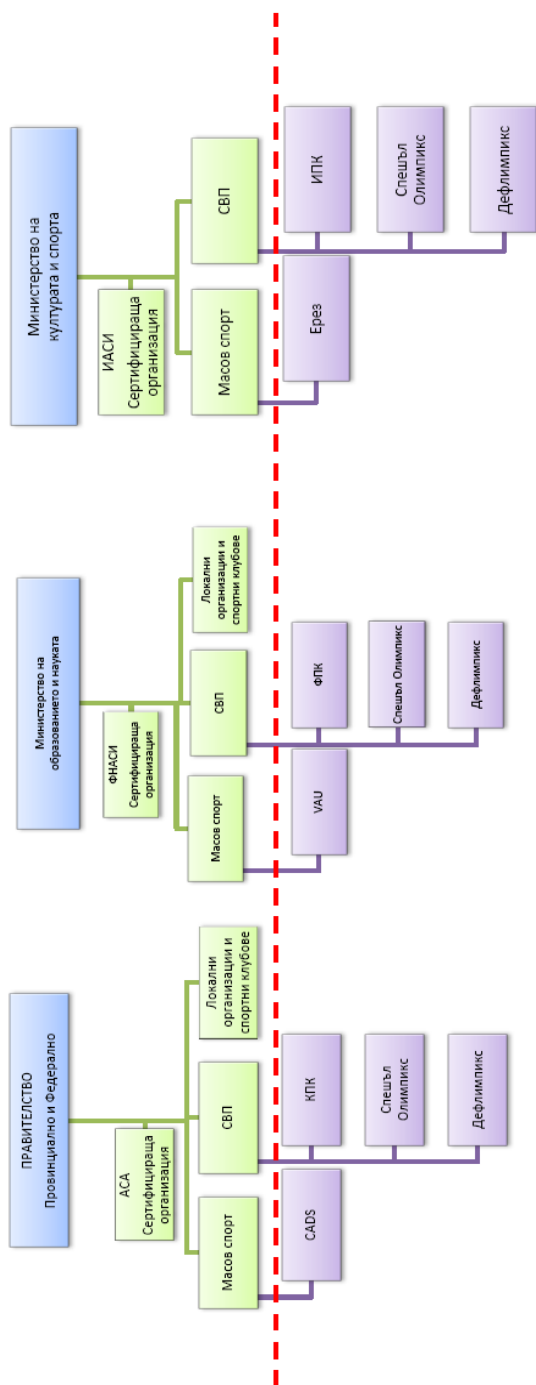 ПРАВИТЕЛСТВО
Провинциално и Федерално
АСА
Сертифицираща
организация
Масов спорт
СВП
Локални
организации и
спортни клубове
CADS
КПК
Спешъл
Олимпикс
Дефлимпикс
Министерство на
образованието и науката
ФНАСИ
Сертифицираща
организация
Масов спорт
СВП
Локални
организации и
спортни клубове
VAU
ФПК
Спешъл Олимпикс
Дефлимпикс
Министерство на
културата и спорта
ИАСИ
Сертифицираща
организация
Масов спорт
СВП
Ерез
ИПК
Спешъл
Олимпикс
Дефлимпикс